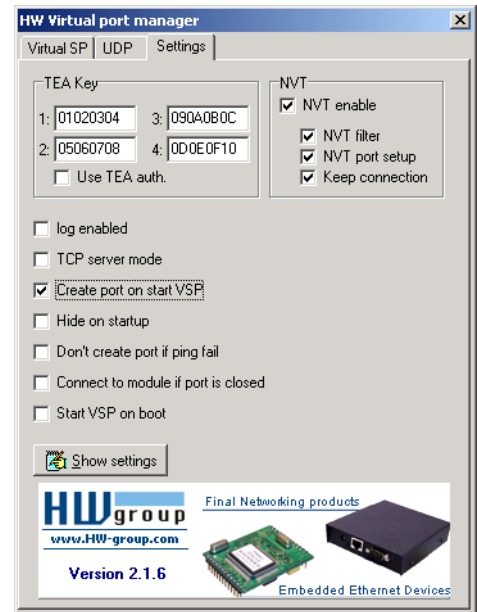 HW Virtual port manager
Virtual SP UDP Settings
TEA Key
1: 01020304 3: 090A0B0C
2: 05060708 4: 0D0E0F10
Use TEA auth.
NVT
NVT enable
NVT filter
NVT port setup
Keep connection
log enabled
TCP server mode
Create port on start VSP
Hide on startup
Don't create port if ping fail
Connect to module if port is closed
Start VSP on boot
Show settings
HW group
www.HW-group.com
Version 2.1.6
Final Networking products
Embedded Ethernet Devices